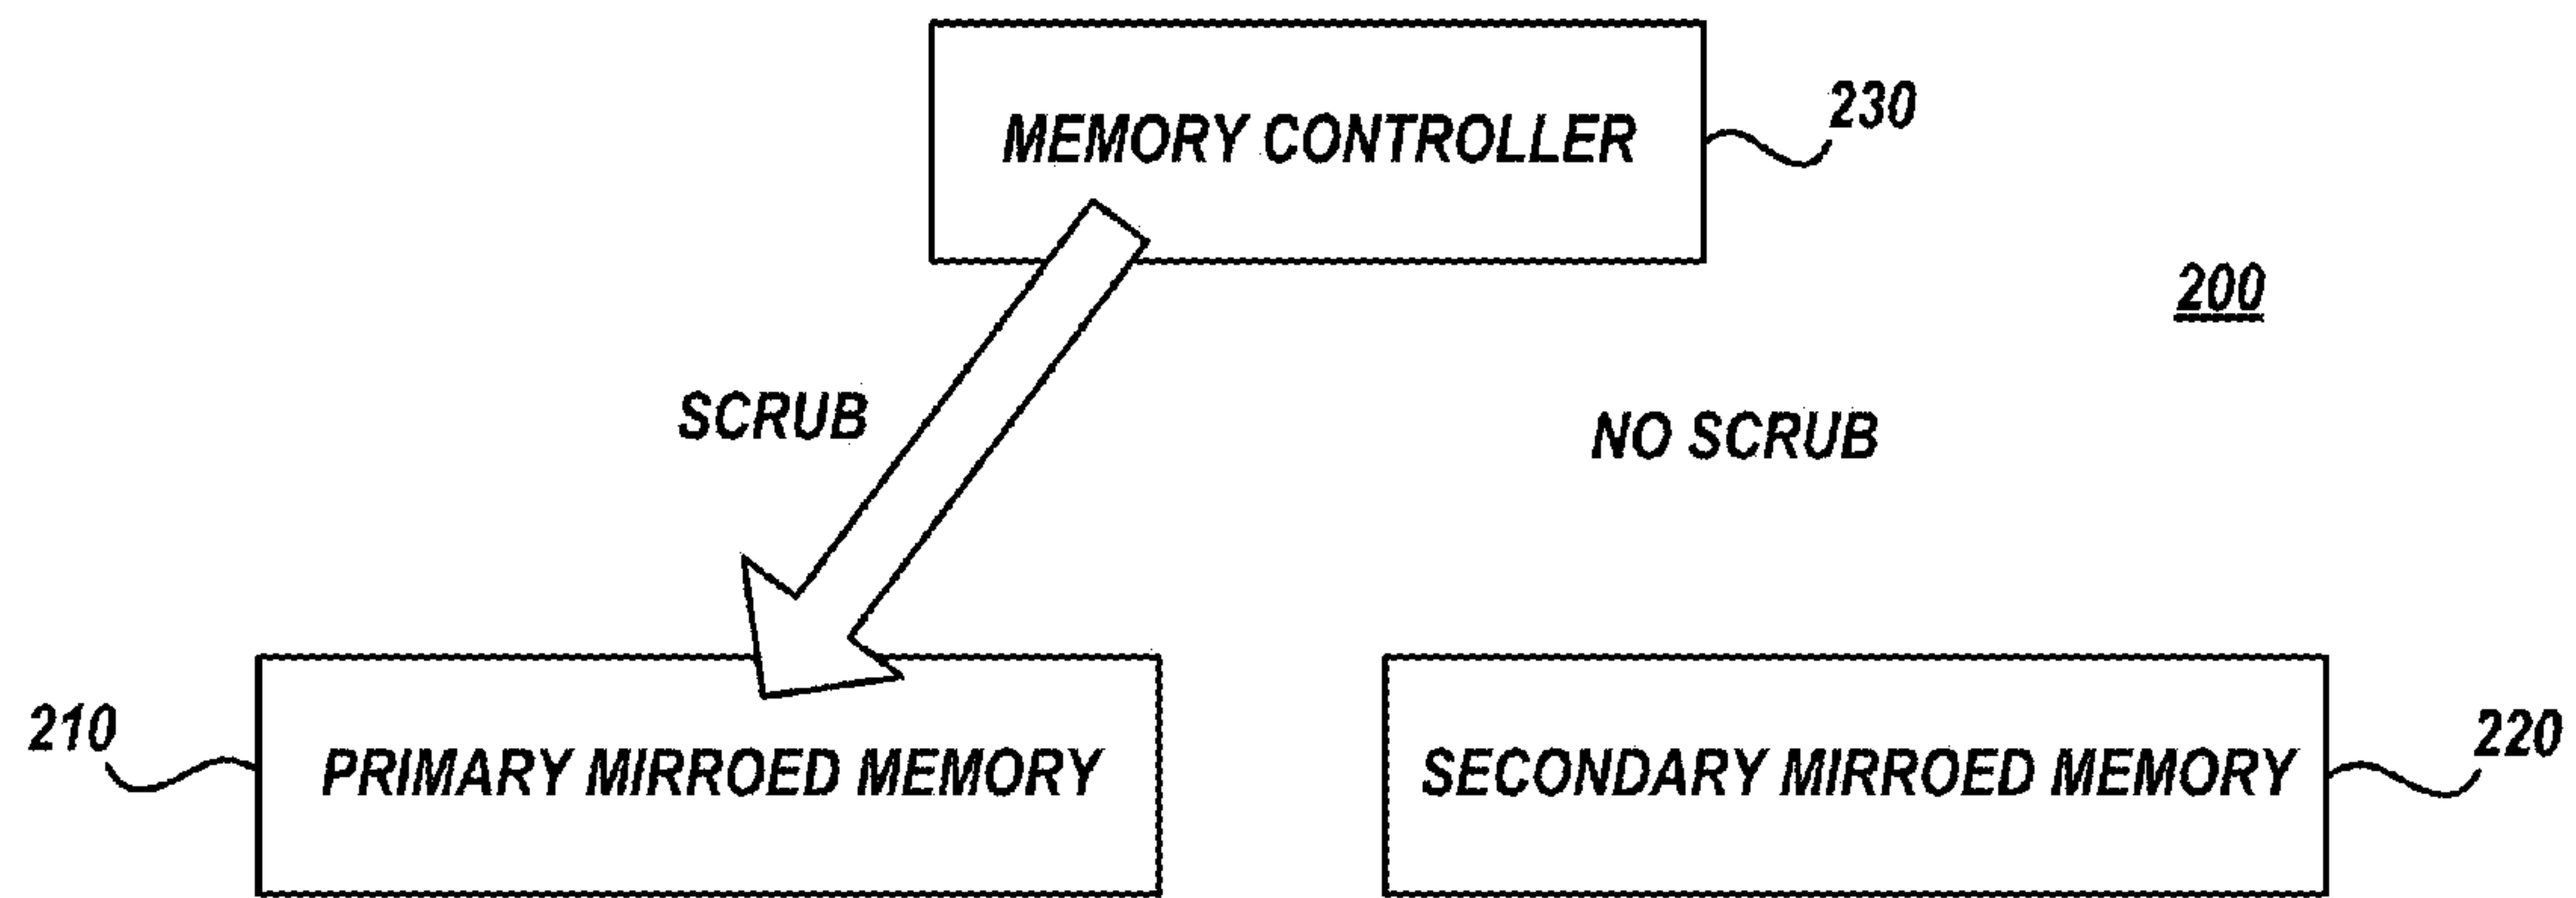 MEMORY CONTROLLER
230
200
SCRUB
NO SCRUB
210
PRIMARY MIRROED MEMORY
SECONDARY MIRROED MEMORY
220